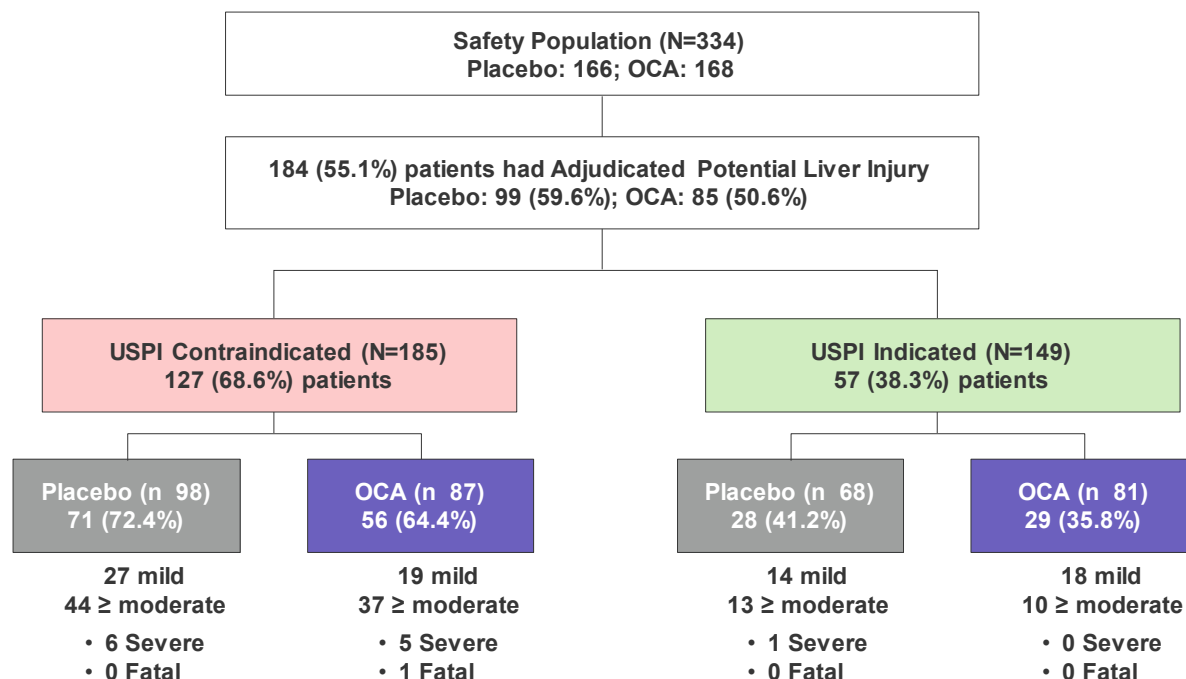 Safety Population (N=334)
Placebo: 166; OCA: 168
184 (55.1%) patients had Adjudicated Potential Liver Injury
Placebo: 99 (59.6%); OCA: 85 (50.6%)
USPI Contraindicated (N=185)
127 (68.6%) patients
USPI Indicated (N=149)
57 (38.3%) patients
Placebo (n 98)
71 (72.4%)
OCA (n 87)
56 (64.4%)
Placebo (n 68)
28 (41.2%)
OCA (n 81)
29 (35.8%)
27 mild
44 ≥ moderate
• 6 Severe
• 0 Fatal
19 mild
37 ≥ moderate
• 5 Severe
• 1 Fatal
14 mild
13 ≥ moderate
• 1 Severe
• 0 Fatal
18 mild
10 ≥ moderate
• 0 Severe
• 0 Fatal